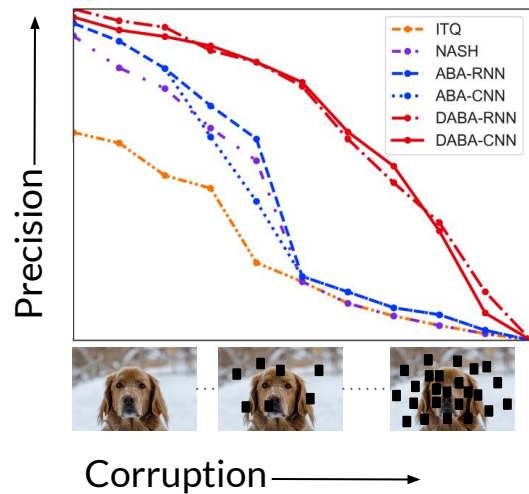 Precision
ITQ
NASH
ABA-RNN
ABA-CNN
DABA-RNN
DABA-CNN
Corruption